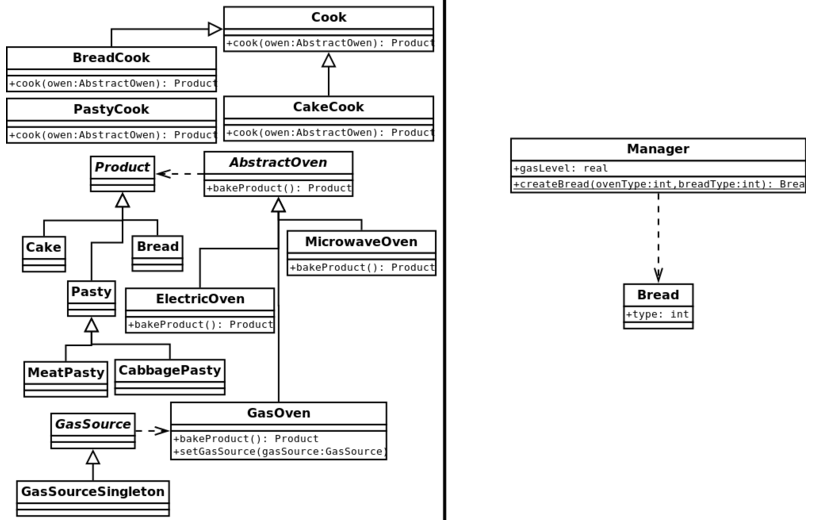 Cook
+cook(owen:AbstractOwen): Product
BreadCook
+cook(owen:AbstractOwen): Product
PastyCook
+cook(owen:AbstractOwen): Product
CakeCook
+cook(owen:AbstractOwen): Product
Product
AbstractOven
+bakeProduct(): Product
Cake
Bread
MicrowaveOven
+bakeProduct(): Product
Pasty
ElectricOven
+bakeProduct(): Product
MeatPasty
CabbagePasty
GasSource
GasOven
+bakeProduct(): Product
+setGasSource(gasSource:GasSource)
GasSourceSingleton
Manager
+gasLevel: real
+createBread(ovenType:int,breadType:int): Brea
Bread
+type: int